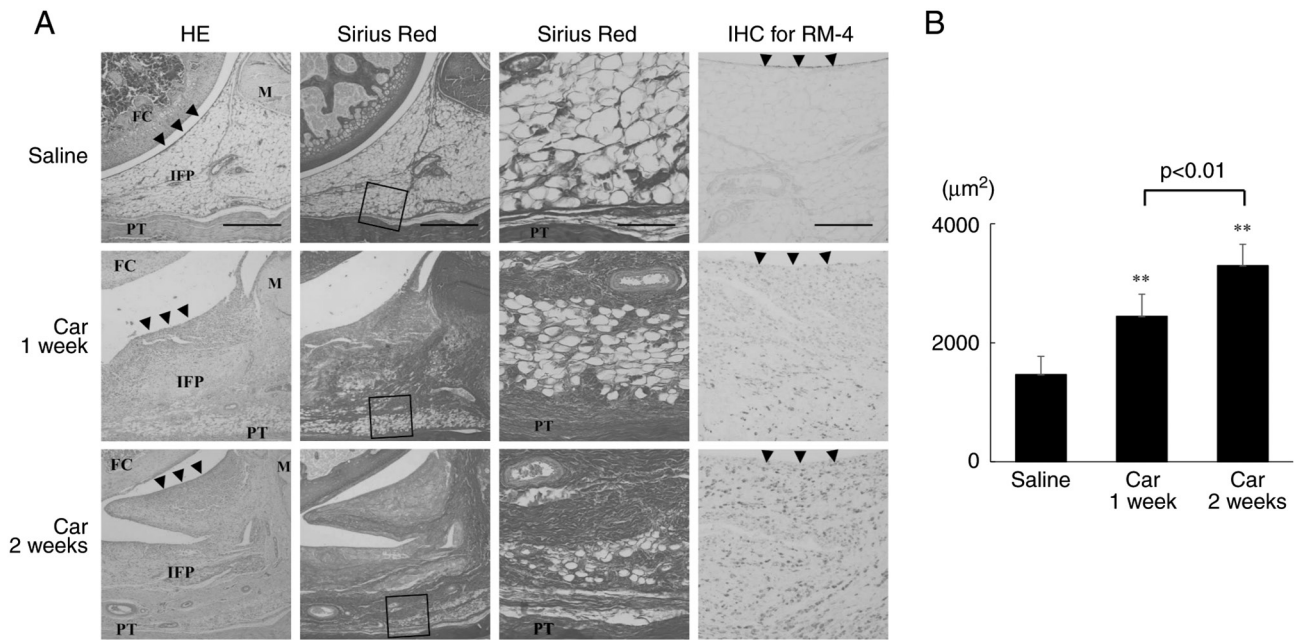 A
HE
Sirius Red
Sirius Red
IHC for RM-4
Saline
FC
M
IFP
PT
PT
Car
1 week
FC
M
IFP
PT
PT
Car
2 weeks
FC
M
IFP
PT
PT
B
(μm²)
p<0.01
4000
2000
0
**
**
Saline
Car
1 week
Car
2 weeks